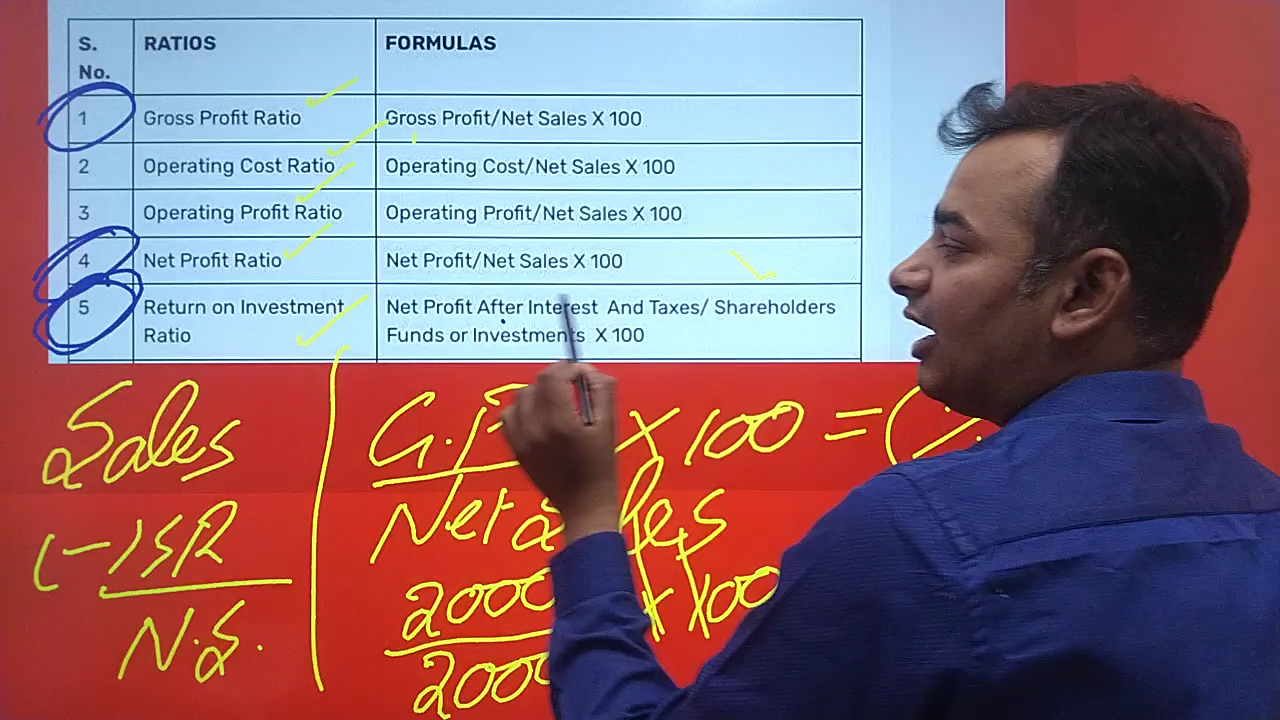 S. No. RATIOS FORMULAS
1 Gross Profit Ratio Gross Profit/Net Sales X 100
2 Operating Cost Ratio Operating Cost/Net Sales X 100
3 Operating Profit Ratio Operating Profit/Net Sales X 100
4 Net Profit Ratio Net Profit/Net Sales X 100
5 Return on Investment Ratio Net Profit After Interest And Taxes/ Shareholders
Funds or Investments X 100
Sales
(-) SR
N.S.
G.P X 100 = (%
Net Sales
2000 X 100
2000